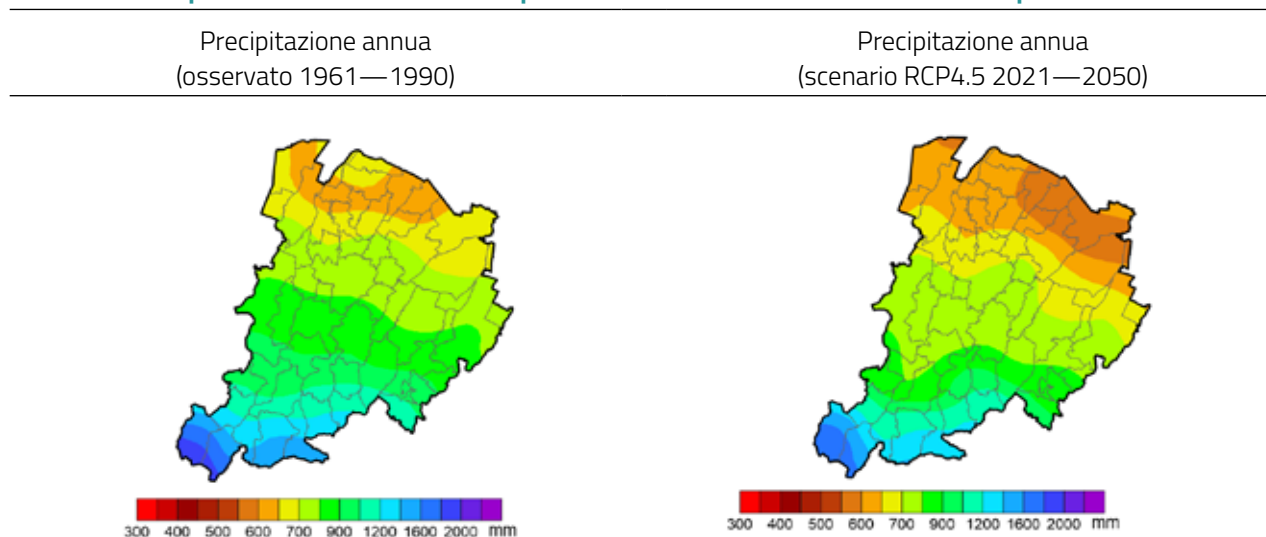 Precipitazione annua
(osservato 1961—1990)
Precipitazione annua
(scenario RCP4.5 2021—2050)
300 400 500 600 700 900 1200 1600 2000 mm
300 400 500 600 700 900 1200 1600 2000 mm